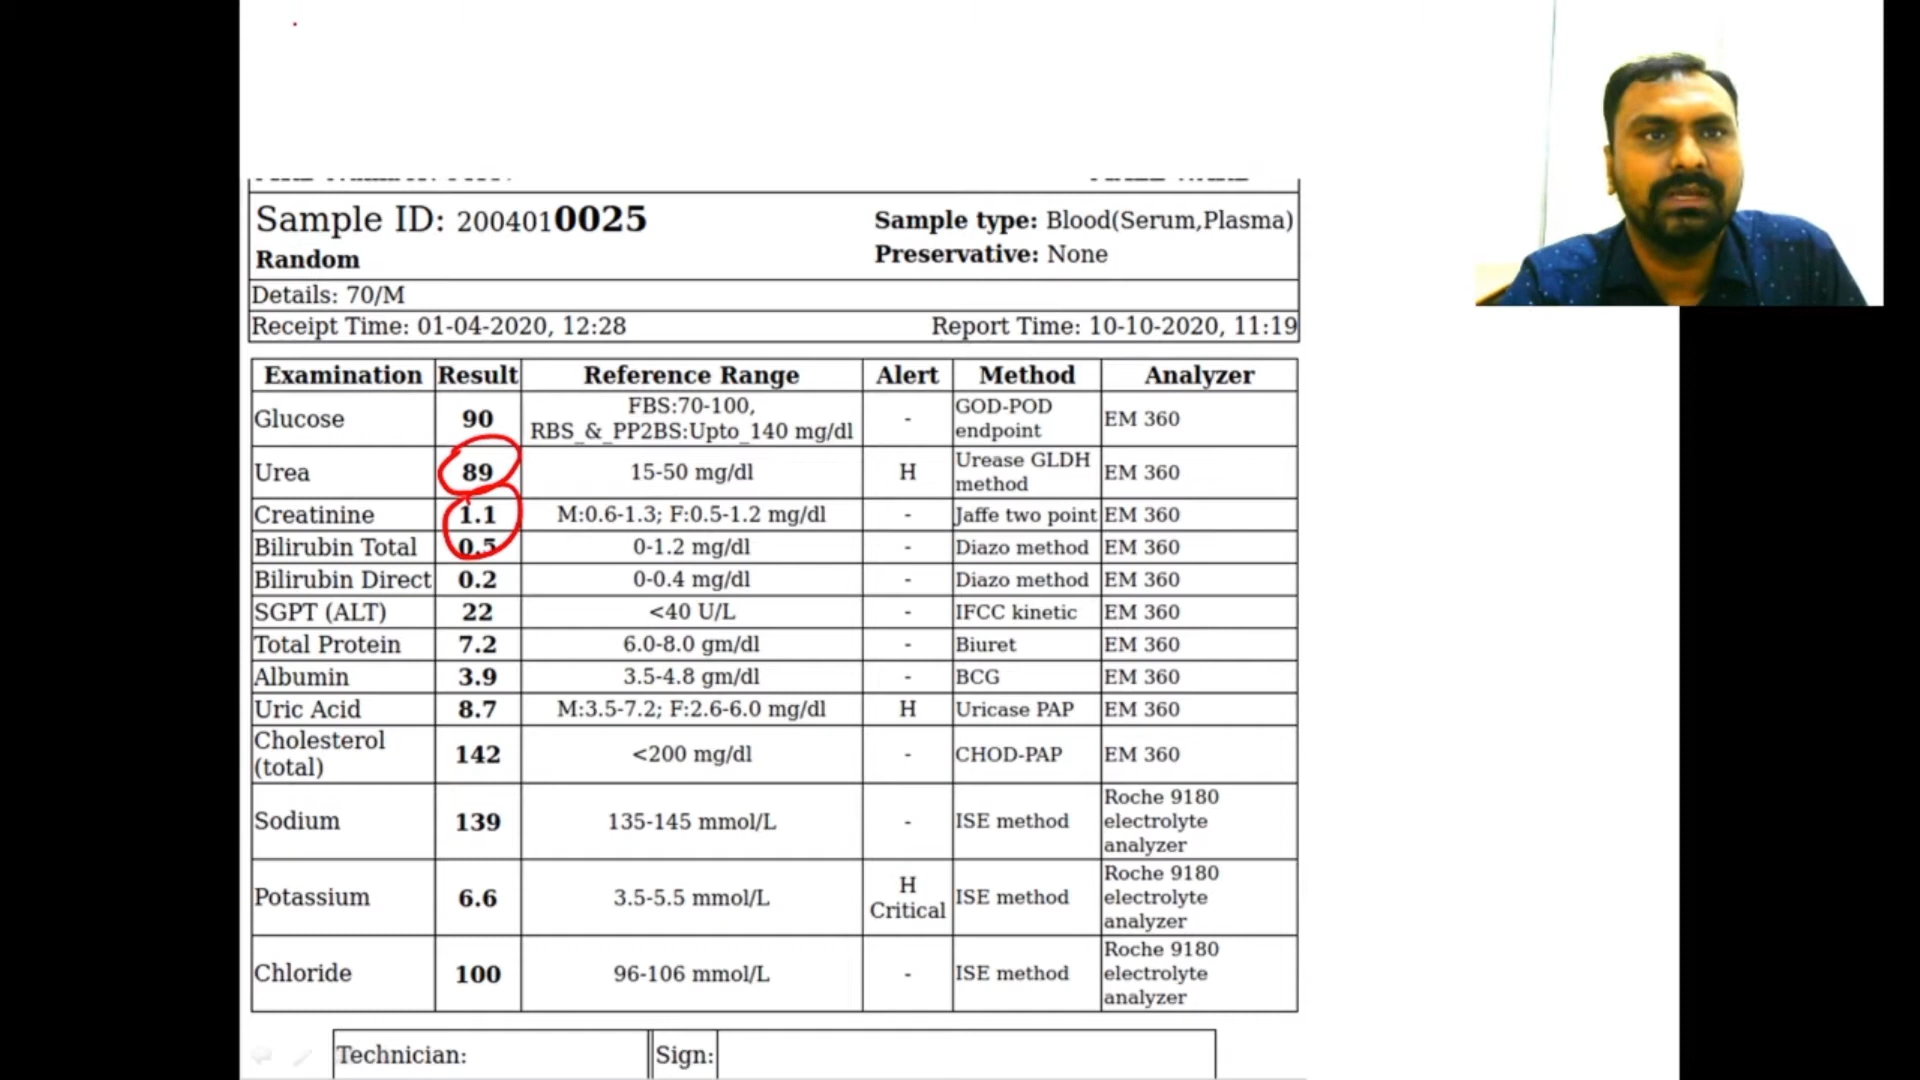 Sample ID: 2004010025
Sample type: Blood(Serum,Plasma)
Random
Preservative: None
Details: 70/M
Receipt Time: 01-04-2020, 12:28
Report Time: 10-10-2020, 11:19
Examination Result Reference Range Alert Method Analyzer
Glucose 90 FBS:70-100, RBS_&_PP2BS:Upto_140 mg/dl - GOD-POD endpoint EM 360
Urea 89 15-50 mg/dl H Urease GLDH method EM 360
Creatinine 1.1 M:0.6-1.3; F:0.5-1.2 mg/dl - Jaffe two point EM 360
Bilirubin Total 0.5 0-1.2 mg/dl - Diazo method EM 360
Bilirubin Direct 0.2 0-0.4 mg/dl - Diazo method EM 360
SGPT (ALT) 22 <40 U/L - IFCC kinetic EM 360
Total Protein 7.2 6.0-8.0 gm/dl - Biuret EM 360
Albumin 3.9 3.5-4.8 gm/dl - BCG EM 360
Uric Acid 8.7 M:3.5-7.2; F:2.6-6.0 mg/dl H Uricase PAP EM 360
Cholesterol (total) 142 <200 mg/dl - CHOD-PAP EM 360
Sodium 139 135-145 mmol/L - ISE method Roche 9180 electrolyte analyzer
Potassium 6.6 3.5-5.5 mmol/L H Critical ISE method Roche 9180 electrolyte analyzer
Chloride 100 96-106 mmol/L - ISE method Roche 9180 electrolyte analyzer
Technician: Sign: